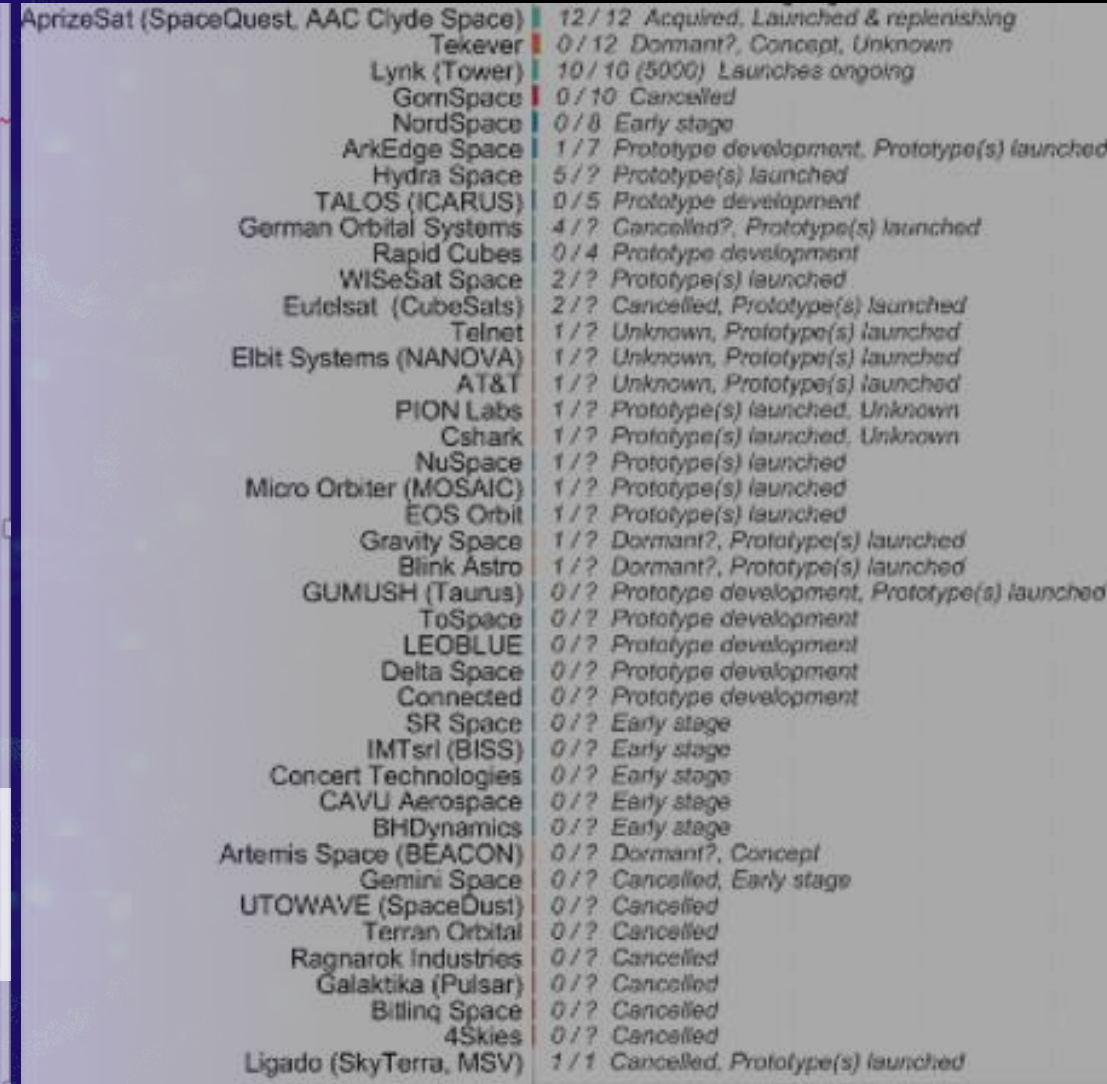 AprizeSat (SpaceQuest, AAC Clyde Space) 12 / 12 Acquired, Launched & replenishing
Tekever 0 / 12 Dormant?, Concept, Unknown
Lynk (Tower) 10 / 10 (5000) Launches ongoing
GomSpace 0 / 10 Cancelled
NordSpace 0 / 8 Early stage
ArkEdge Space 1 / 7 Prototype development, Prototype(s) launched
Hydra Space 5 / ? Prototype(s) launched
TALOS (ICARUS) 0 / 5 Prototype development
German Orbital Systems 4 / ? Cancelled?, Prototype(s) launched
Rapid Cubes 0 / 4 Prototype development
WISeSat Space 2 / ? Prototype(s) launched
Eutelsat (CubeSats) 2 / ? Cancelled, Prototype(s) launched
Telnet 1 / ? Unknown, Prototype(s) launched
Elbit Systems (NANOVA) 1 / ? Unknown, Prototype(s) launched
AT&T 1 / ? Unknown, Prototype(s) launched
PION Labs 1 / ? Prototype(s) launched, Unknown
Cshark 1 / ? Prototype(s) launched, Unknown
NuSpace 1 / ? Prototype(s) launched
Micro Orbiter (MOSAIC) 1 / ? Prototype(s) launched
EOS Orbit 1 / ? Prototype(s) launched
Gravity Space 1 / ? Dormant?, Prototype(s) launched
Blink Astro 1 / ? Dormant?, Prototype(s) launched
GUMUSH (Taurus) 0 / ? Prototype development, Prototype(s) launched
ToSpace 0 / ? Prototype development
LEOBLUE 0 / ? Prototype development
Delta Space 0 / ? Prototype development
Connected 0 / ? Prototype development
SR Space 0 / ? Early stage
IMTsrl (BISS) 0 / ? Early stage
Concert Technologies 0 / ? Early stage
CAVU Aerospace 0 / ? Early stage
BHDynamics 0 / ? Early stage
Artemis Space (BEACON) 0 / ? Dormant?, Concept
Gemini Space 0 / ? Cancelled, Early stage
UTOWAVE (SpaceDust) 0 / ? Cancelled
Terran Orbital 0 / ? Cancelled
Ragnarok Industries 0 / ? Cancelled
Galaktika (Pulsar) 0 / ? Cancelled
Bitlinq Space 0 / ? Cancelled
4Skies 0 / ? Cancelled
Ligado (SkyTerra, MSV) 1 / 1 Cancelled, Prototype(s) launched